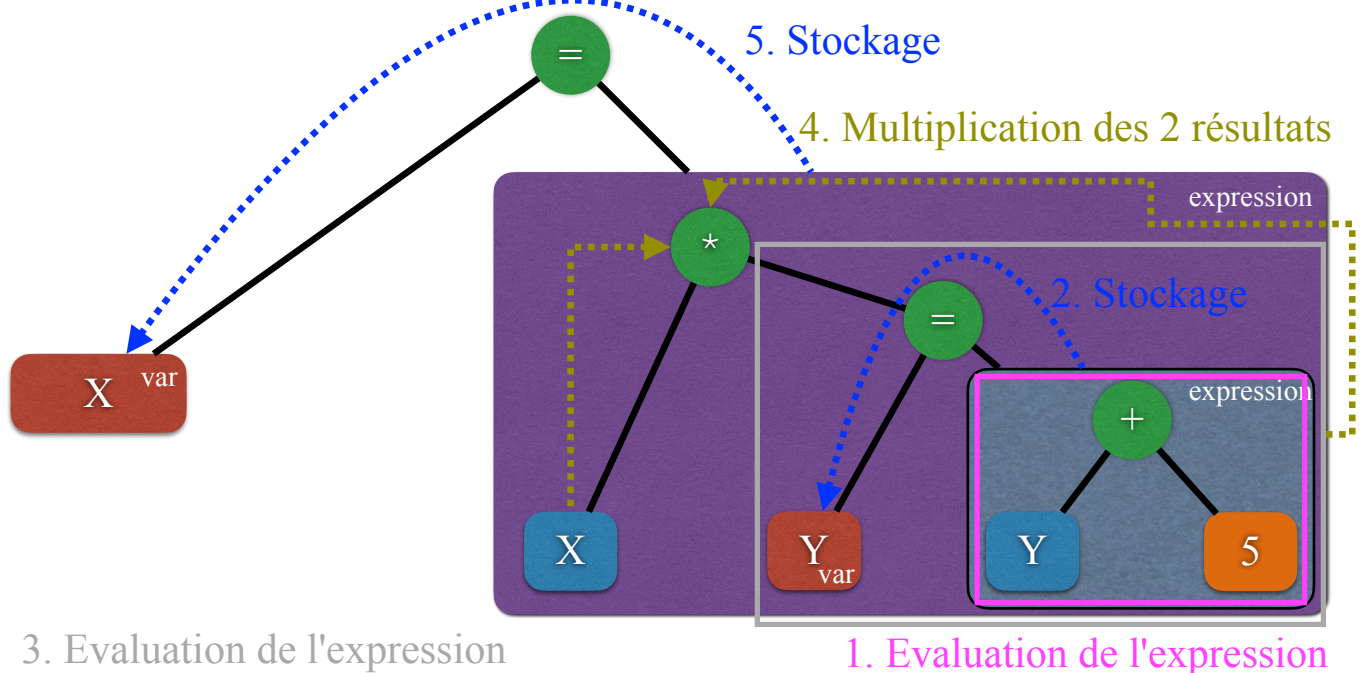 =
5. Stockage
4. Multiplication des 2 résultats
expression
*
2. Stockage
=
X var
expression
+
X
Y var
Y
5
3. Evaluation de l'expression
1. Evaluation de l'expression